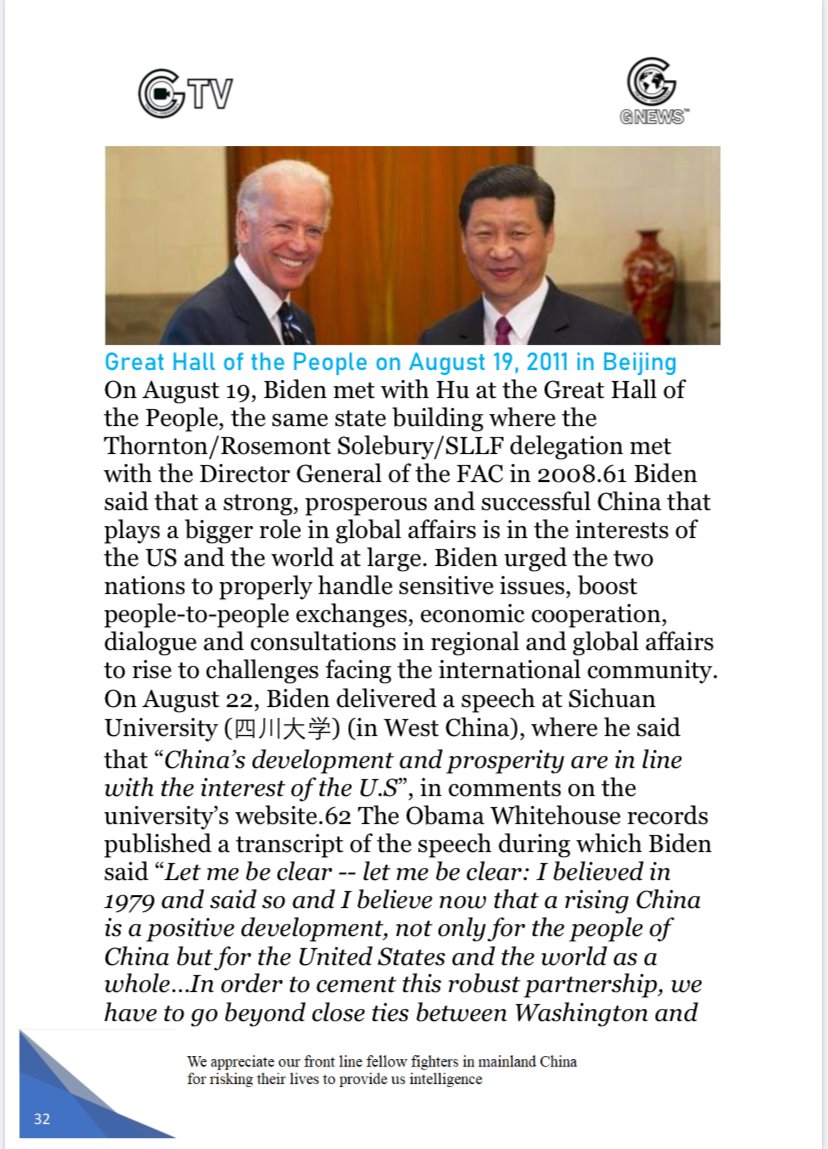 GTV
GNEWS™
Great Hall of the People on August 19, 2011 in Beijing
On August 19, Biden met with Hu at the Great Hall of
the People, the same state building where the
Thornton/Rosemont Solebury/SLLF delegation met
with the Director General of the FAC in 2008.61 Biden
said that a strong, prosperous and successful China that
plays a bigger role in global affairs is in the interests of
the US and the world at large. Biden urged the two
nations to properly handle sensitive issues, boost
people-to-people exchanges, economic cooperation,
dialogue and consultations in regional and global affairs
to rise to challenges facing the international community.
On August 22, Biden delivered a speech at Sichuan
University (四川大学) (in West China), where he said
that “China’s development and prosperity are in line
with the interest of the U.S”, in comments on the
university’s website.62 The Obama Whitehouse records
published a transcript of the speech during which Biden
said “Let me be clear -- let me be clear: I believed in
1979 and said so and I believe now that a rising China
is a positive development, not only for the people of
China but for the United States and the world as a
whole...In order to cement this robust partnership, we
have to go beyond close ties between Washington and
We appreciate our front line fellow fighters in mainland China
for risking their lives to provide us intelligence
32